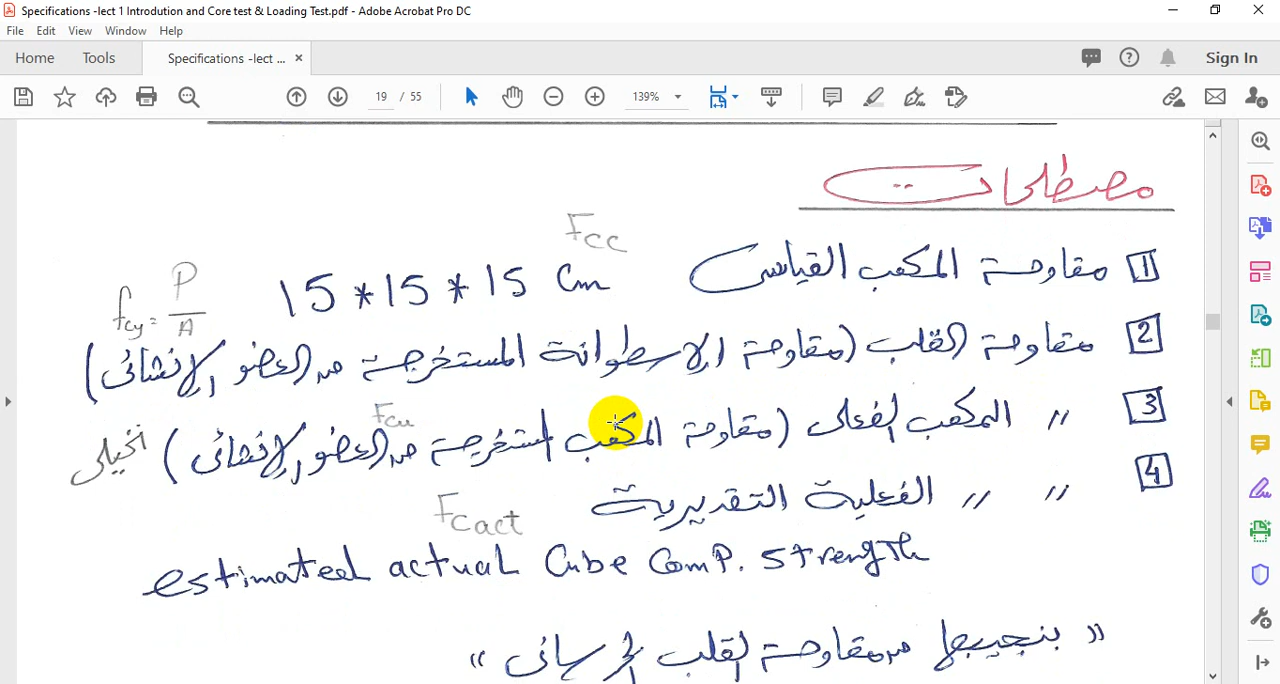 Specifications -lect 1 Introdution and Core test & Loading Test.pdf - Adobe Acrobat Pro DC
File Edit View Window Help
Home Tools Specifications -lect ... × Sign In
19 / 55 139%
مصطلحات
Fcc
1 مقاومة المكعب القياسى 15*15*15 Cm
fcy = P/A
2 مقاومة القلب (مقاومة الاسطوانة المستخرجة من العضو الإنشائى)
Fcu
3 〃 المكعب الفعلى (مقاومة المكعب المستخرجة من العضو الإنشائى) تخيلى
4 〃 〃 الفعلية التقديرية
Fcact
estimated actual Cube Comp. strength
"بنجيبها من مقاومة القلب الخرسانى"